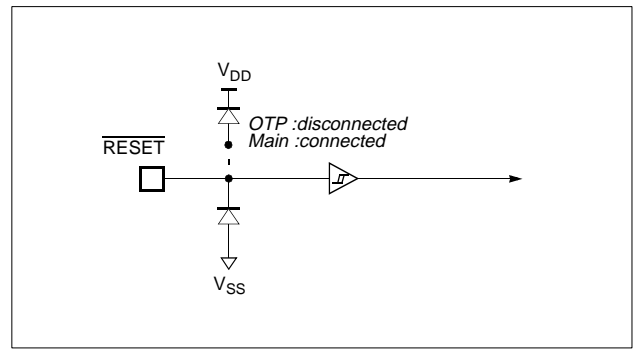 VDD
OTP :disconnected
Main :connected
RESET
VSS